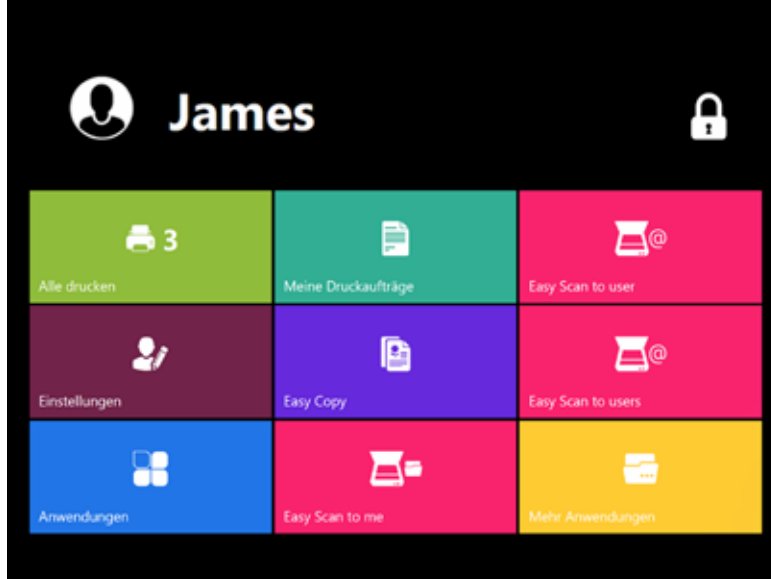 James
3
Alle drucken
Meine Druckaufträge
@
Easy Scan to user
Einstellungen
Easy Copy
@
Easy Scan to users
Anwendungen
Easy Scan to me
Mehr Anwendungen